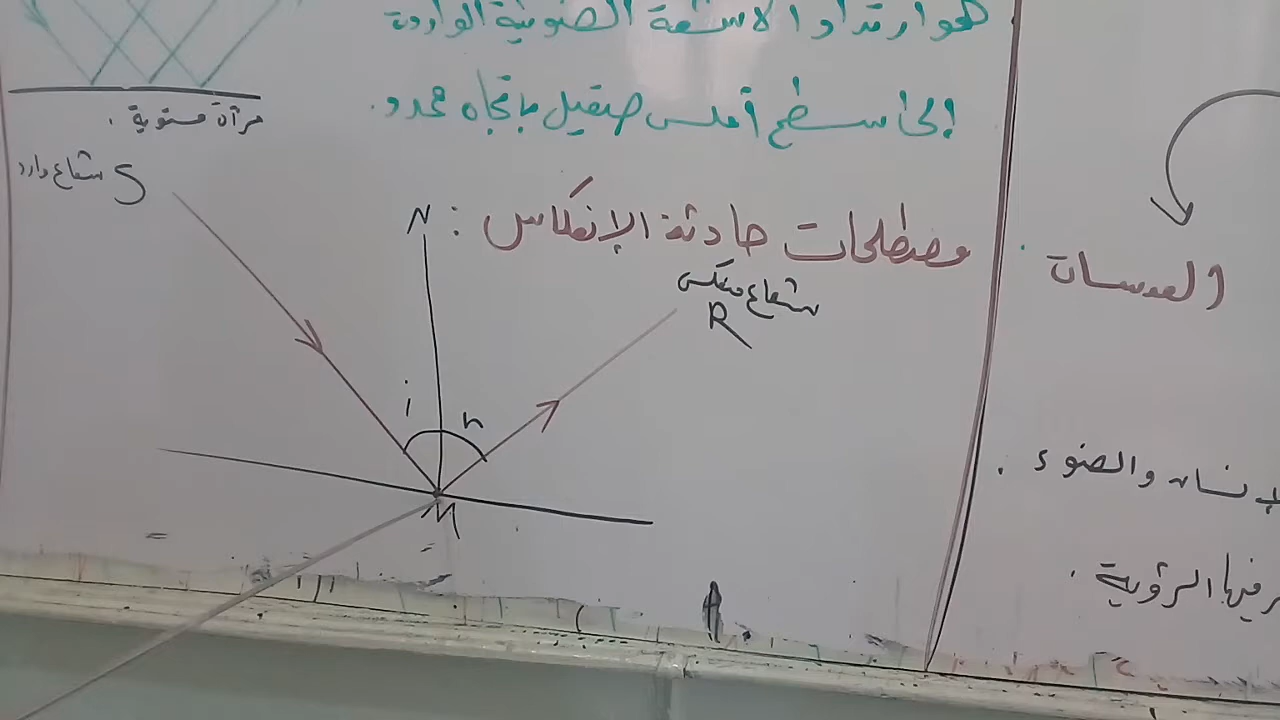 هو ارتداد الاشعة الضوئية الواردة
إلى سطح أملس صقيل باتجاه محدد.
مرآة مستوية.
S شعاع وارد
مصطلحات حادثة الإنعكاس:
N
شعاع منعكس
R
i
r
M
العدسات
والضوء.
فيها الرؤية.